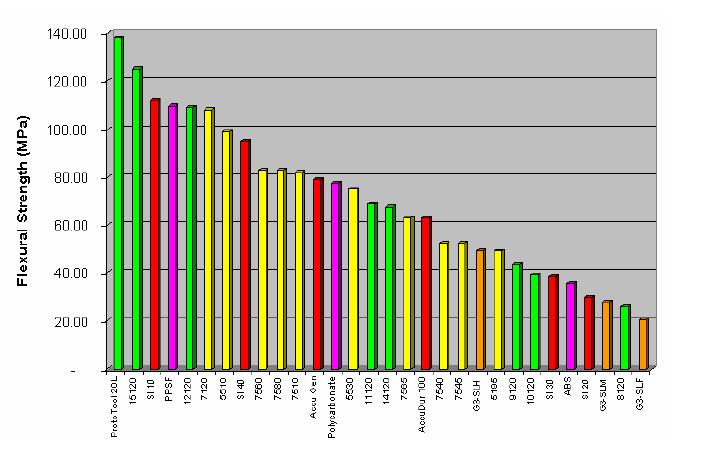 140.00
120.00
100.00
80.00
60.00
40.00
20.00
-
Flexural Strength (MPa)
ProtoTool 20L
15120
SI10
PPSF
12120
7120
5510
SI40
7560
7580
7510
Accu Gen
Polycarbonate
5530
11120
14120
7565
AccuDur 100
7540
7545
G3-SLH
5195
9120
10120
SI30
ABS
SI20
G3-SLM
8120
G3-SLF